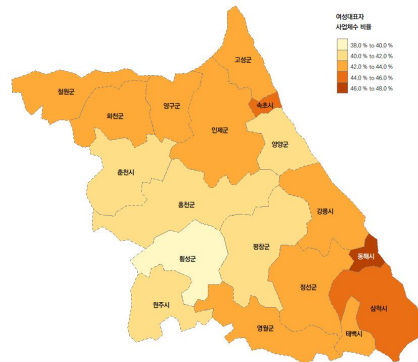 여성대표자
사업체수 비율
38.0 % to 40.0 %
40.0 % to 42.0 %
42.0 % to 44.0 %
44.0 % to 46.0 %
46.0 % to 48.0 %
고성군
철원군
속초시
양구군
화천군
인제군
양양군
춘천시
홍천군
강릉시
평창군
동해시
횡성군
정선군
삼척시
원주시
영월군
태백시